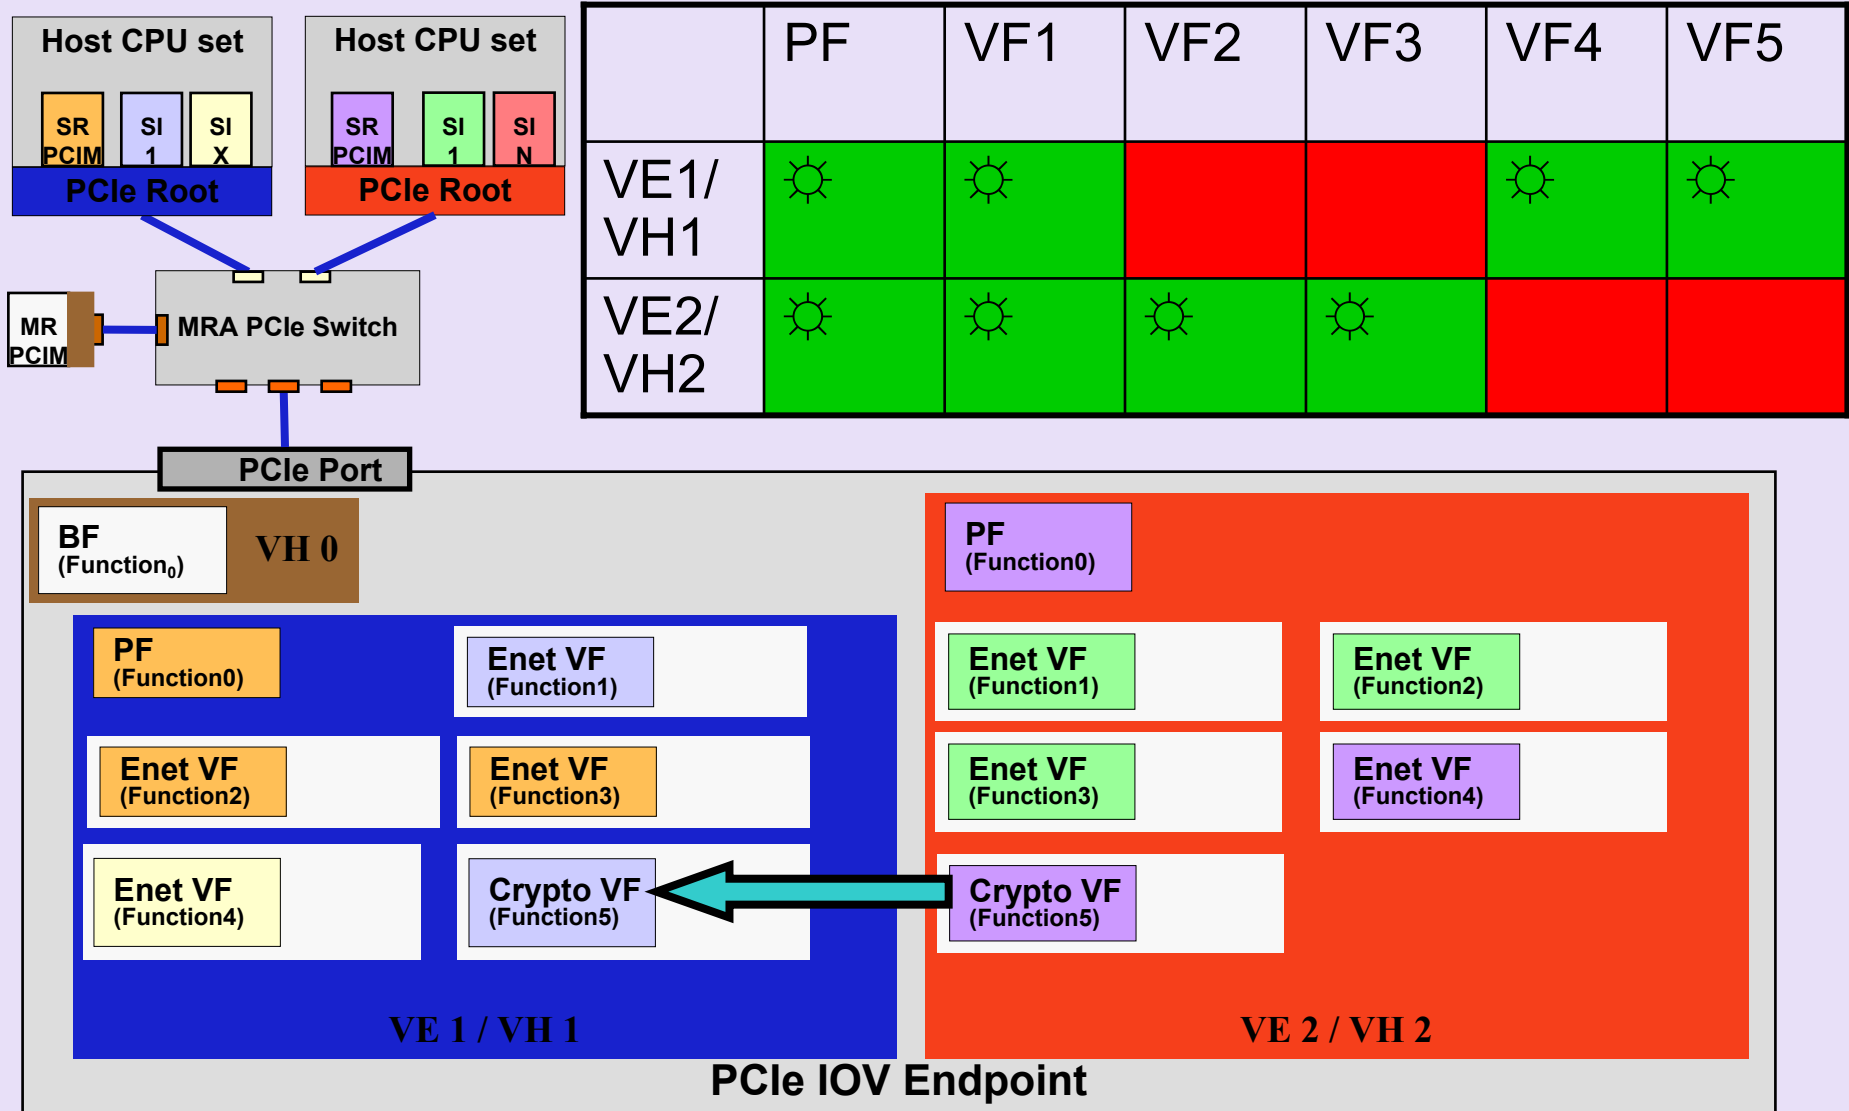 Host CPU set
SR
PCIM
SI
1
SI
X
PCIe Root
Host CPU set
SR
PCIM
SI
1
SI
N
PCIe Root
MR
PCIM
MRA PCIe Switch
PF VF1 VF2 VF3 VF4 VF5
VE1/
VH1
VE2/
VH2
PCIe Port
BF
(Function0)
VH 0
PF
(Function0)
Enet VF
(Function1)
Enet VF
(Function2)
Enet VF
(Function3)
Enet VF
(Function4)
Crypto VF
(Function5)
VE 1 / VH 1
PF
(Function0)
Enet VF
(Function1)
Enet VF
(Function2)
Enet VF
(Function3)
Enet VF
(Function4)
Crypto VF
(Function5)
VE 2 / VH 2
PCIe IOV Endpoint